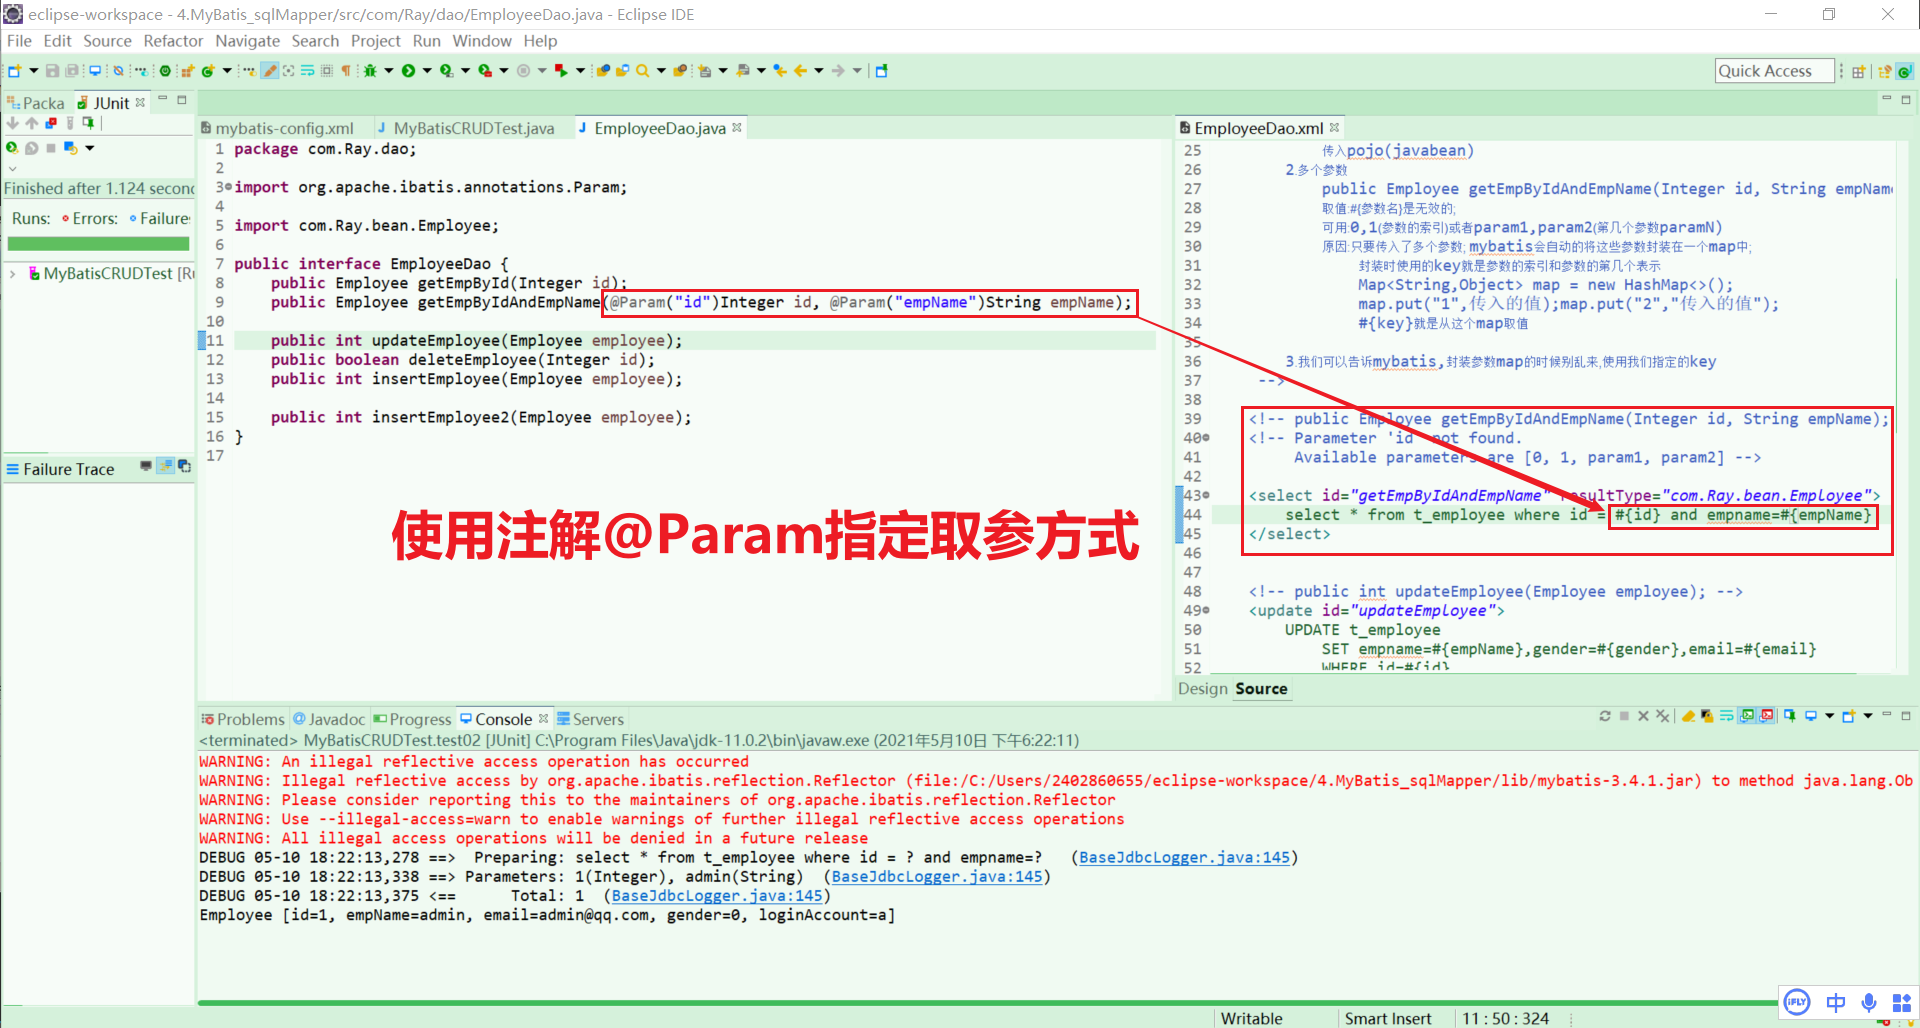 eclipse-workspace - 4.MyBatis_sqlMapper/src/com/Ray/dao/EmployeeDao.java - Eclipse IDE
File Edit Source Refactor Navigate Search Project Run Window Help
Quick Access
Packa JUnit
Finished after 1.124 secon
Runs: Errors: Failure
MyBatisCRUDTest [Ru
Failure Trace
mybatis-config.xml MyBatisCRUDTest.java EmployeeDao.java
1 package com.Ray.dao;
2
3 import org.apache.ibatis.annotations.Param;
4
5 import com.Ray.bean.Employee;
6
7 public interface EmployeeDao {
8 public Employee getEmpById(Integer id);
9 public Employee getEmpByIdAndEmpName(@Param("id")Integer id, @Param("empName")String empName);
10
11 public int updateEmployee(Employee employee);
12 public boolean deleteEmployee(Integer id);
13 public int insertEmployee(Employee employee);
14
15 public int insertEmployee2(Employee employee);
16 }
17
使用注解@Param指定取参方式
EmployeeDao.xml
25 传入pojo(javabean)
26 2.多个参数
27 public Employee getEmpByIdAndEmpName(Integer id, String empName
28 取值:#{参数名}是无效的;
29 可用:0,1(参数的索引)或者param1,param2(第几个参数paramN)
30 原因:只要传入了多个参数; mybatis会自动的将这些参数封装在一个map中;
31 封装时使用的key就是参数的索引和参数的第几个表示
32 Map<String,Object> map = new HashMap<>();
33 map.put("1",传入的值);map.put("2","传入的值");
34 #{key}就是从这个map取值
35
36 3.我们可以告诉mybatis,封装参数map的时候别乱来,使用我们指定的key
37 -->
38
39 <!-- public Employee getEmpByIdAndEmpName(Integer id, String empName);
40 <!-- Parameter 'id' not found.
41 Available parameters are [0, 1, param1, param2] -->
42
43 <select id="getEmpByIdAndEmpName" resultType="com.Ray.bean.Employee">
44 select * from t_employee where id = #{id} and empname=#{empName}
45 </select>
46
47
48 <!-- public int updateEmployee(Employee employee); -->
49 <update id="updateEmployee">
50 UPDATE t_employee
51 SET empname=#{empName},gender=#{gender},email=#{email}
52 WHERE id=#{id}
Design Source
Problems Javadoc Progress Console Servers
<terminated> MyBatisCRUDTest.test02 [JUnit] C:\Program Files\Java\jdk-11.0.2\bin\javaw.exe (2021年5月10日 下午6:22:11)
WARNING: An illegal reflective access operation has occurred
WARNING: Illegal reflective access by org.apache.ibatis.reflection.Reflector (file:/C:/Users/2402860655/eclipse-workspace/4.MyBatis_sqlMapper/lib/mybatis-3.4.1.jar) to method java.lang.Ob
WARNING: Please consider reporting this to the maintainers of org.apache.ibatis.reflection.Reflector
WARNING: Use --illegal-access=warn to enable warnings of further illegal reflective access operations
WARNING: All illegal access operations will be denied in a future release
DEBUG 05-10 18:22:13,278 ==> Preparing: select * from t_employee where id = ? and empname=? (BaseJdbcLogger.java:145)
DEBUG 05-10 18:22:13,338 ==> Parameters: 1(Integer), admin(String) (BaseJdbcLogger.java:145)
DEBUG 05-10 18:22:13,375 <== Total: 1 (BaseJdbcLogger.java:145)
Employee [id=1, empName=admin, email=admin@qq.com, gender=0, loginAccount=a]
iFLY 中
Writable Smart Insert 11 : 50 : 324